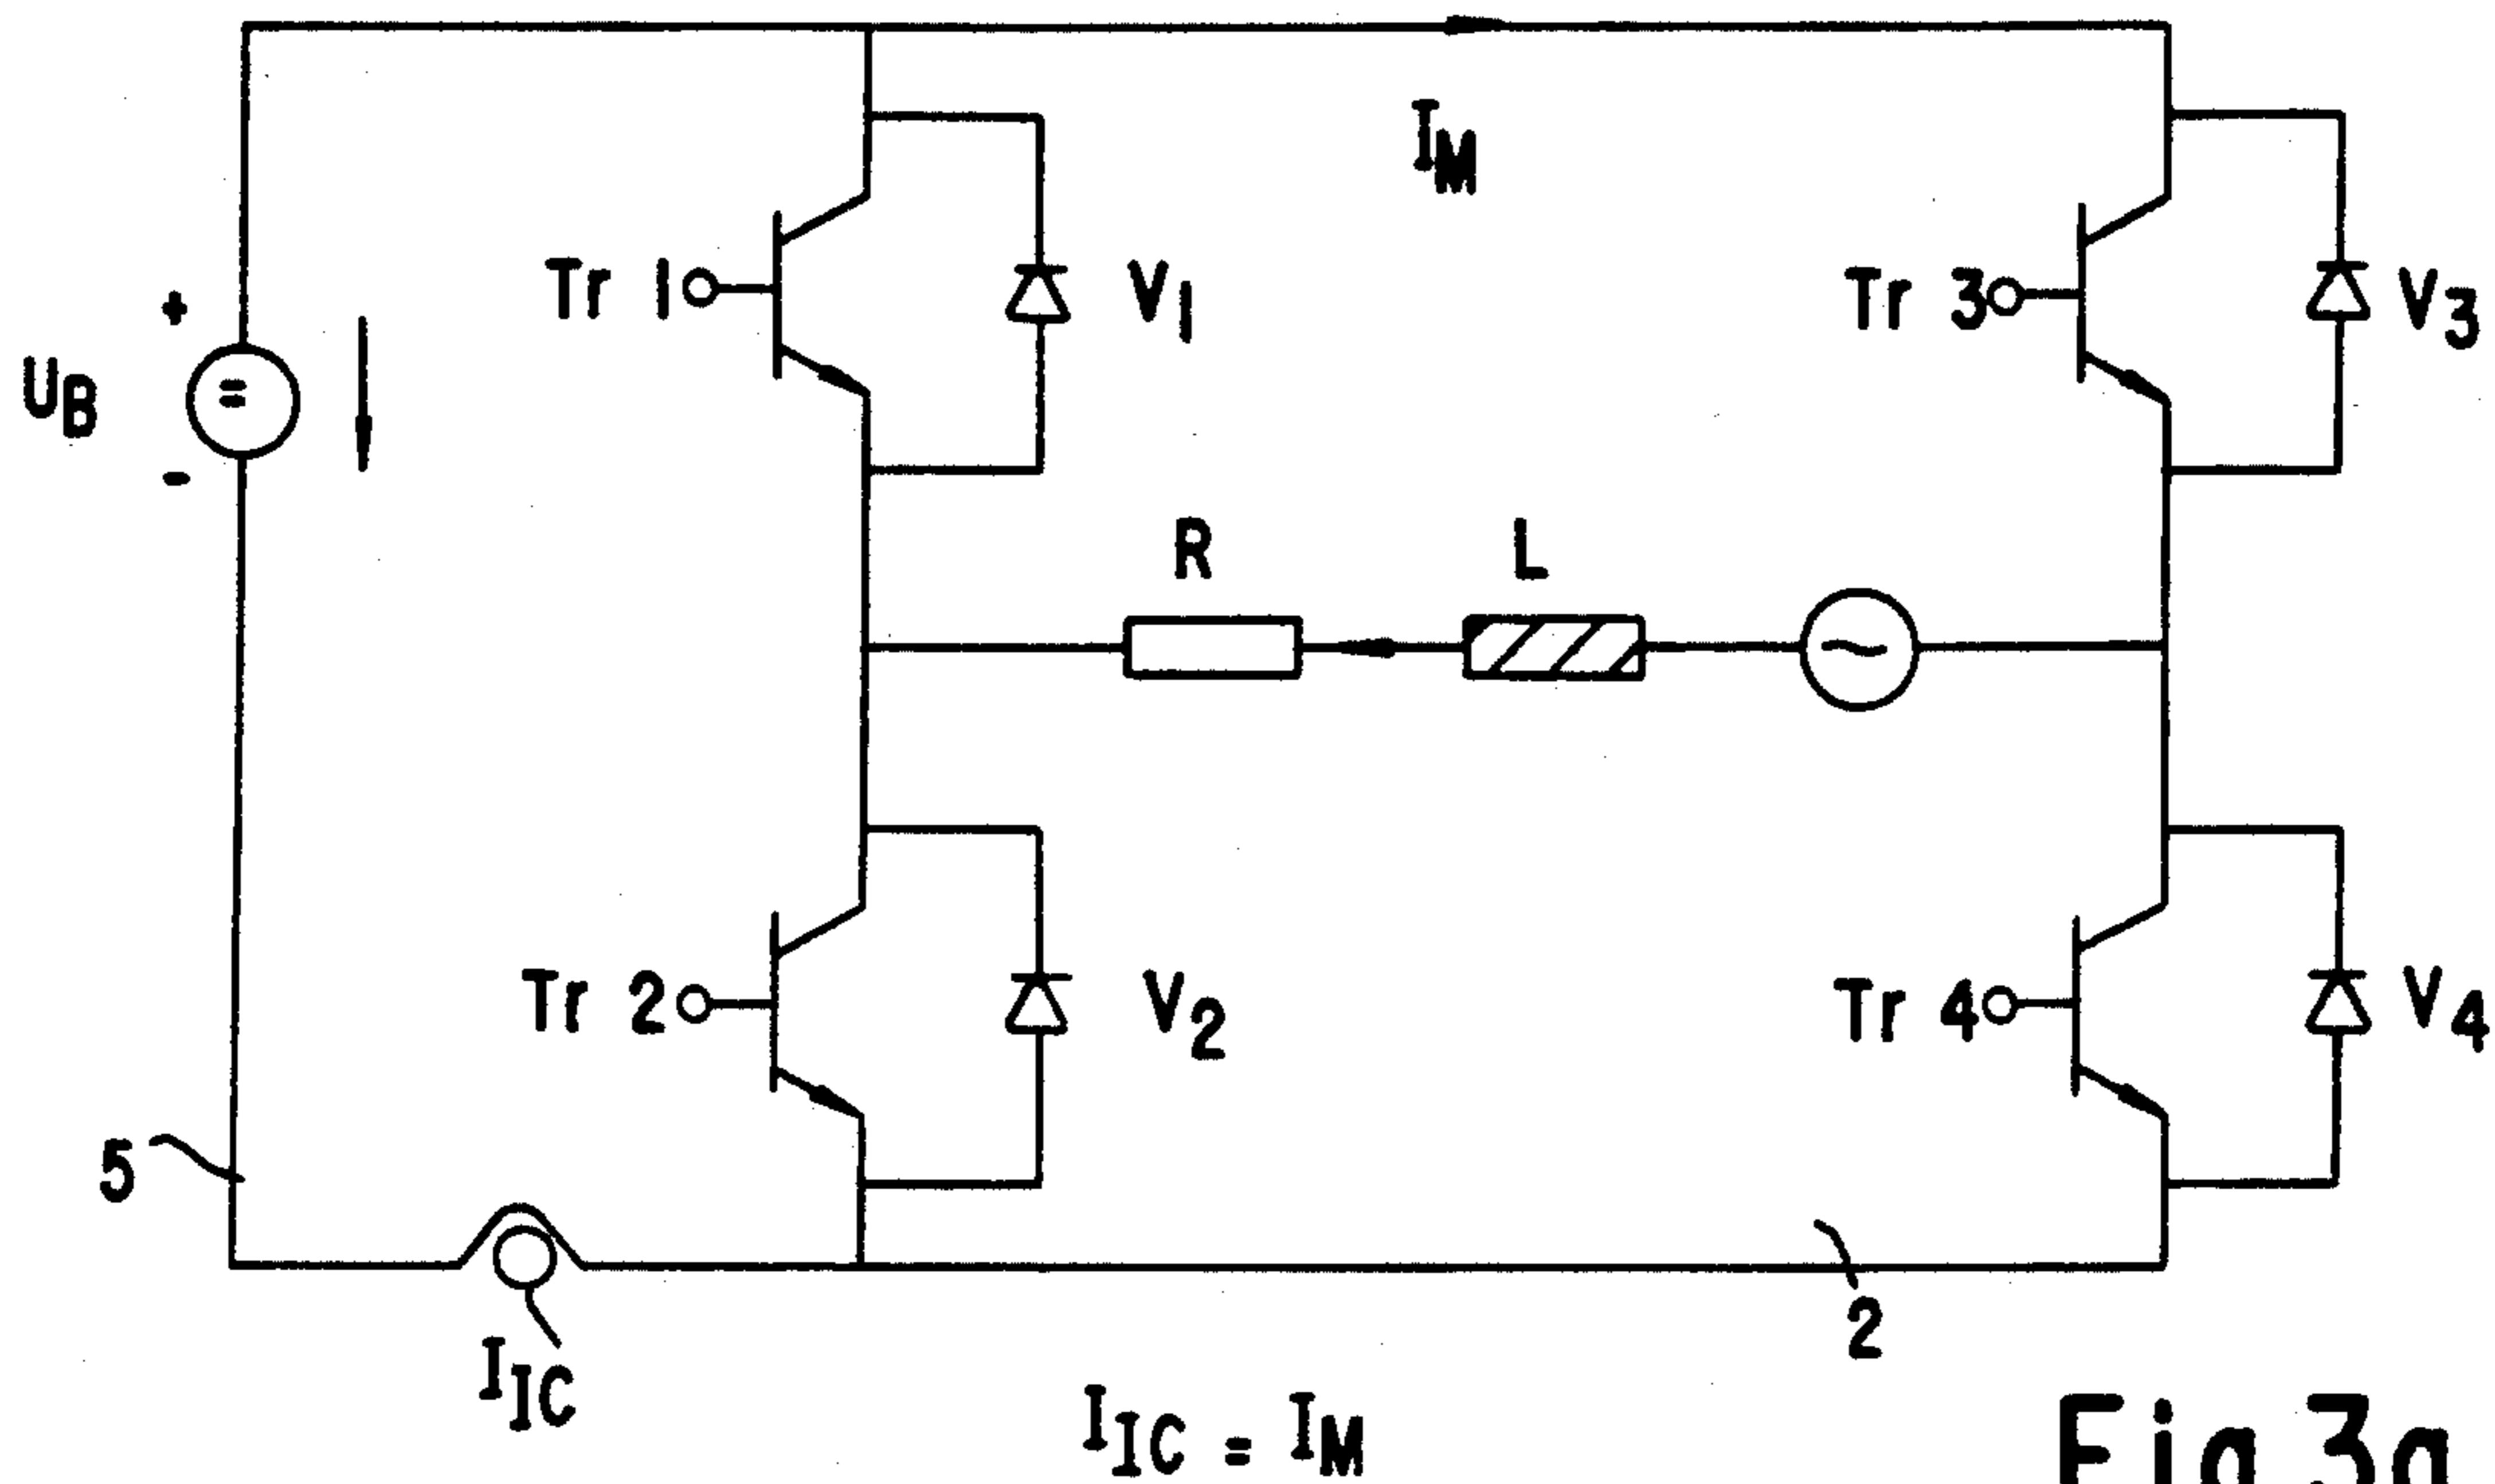 I_M
Tr 1
V_1
Tr 3
V_3
+
U_B
=
-
R
L
~
Tr 2
V_2
Tr 4
V_4
5
2
I_IC
I_IC = I_M
Fig 3a